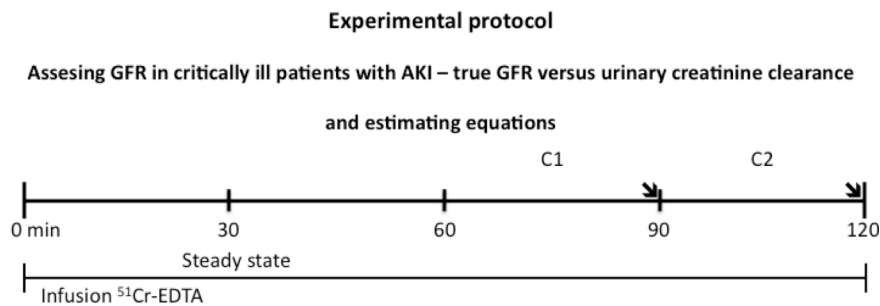 Experimental protocol
Assesing GFR in critically ill patients with AKI – true GFR versus urinary creatinine clearance
and estimating equations
C1 C2
0 min 30 60 90 120
Steady state
Infusion ⁵¹Cr-EDTA